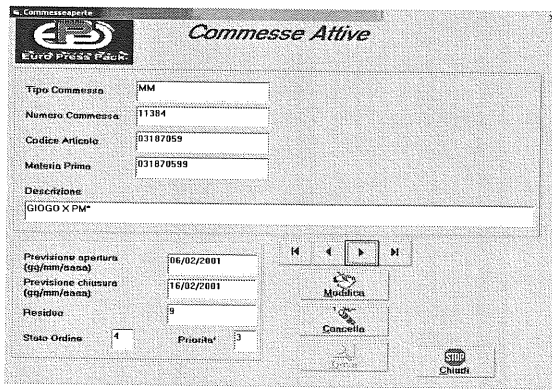 Commesseaperte
Commesse Attive
Euro Press Pack
Tipo Commessa MM
Numero Commessa 11384
Codice Articolo 03187059
Materia Prima 031870599
Descrizione
GIOGO X PM*
Previsione apertura
(gg/mm/aaaa) 06/02/2001
Previsione chiusura
(gg/mm/aaaa) 16/02/2001
Residuo 9
Stato Ordine 4 Priorita' 3
Modifica
Cancella
STOP
Chiudi